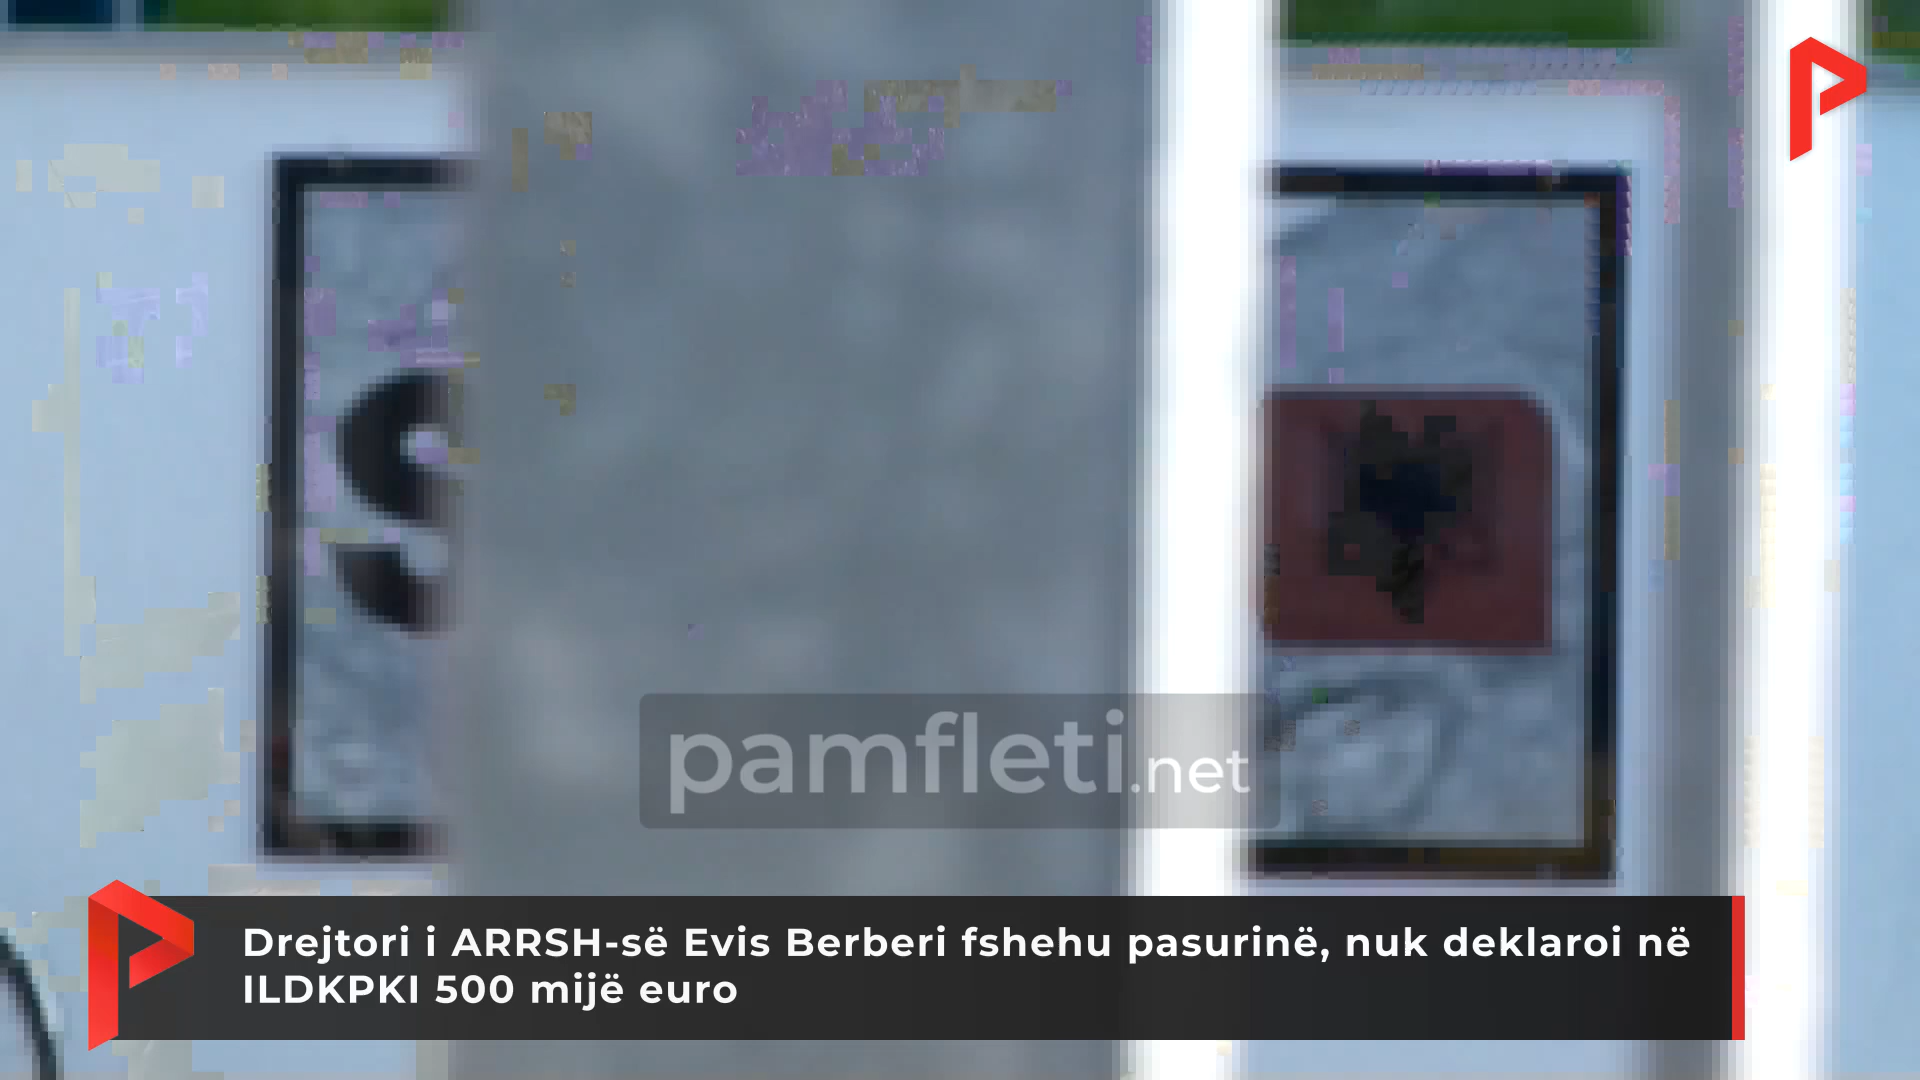 pamfleti.net
Drejtori i ARRSH-së Evis Berberi fshehu pasurinë, nuk deklaroi në
ILDKPKI 500 mijë euro